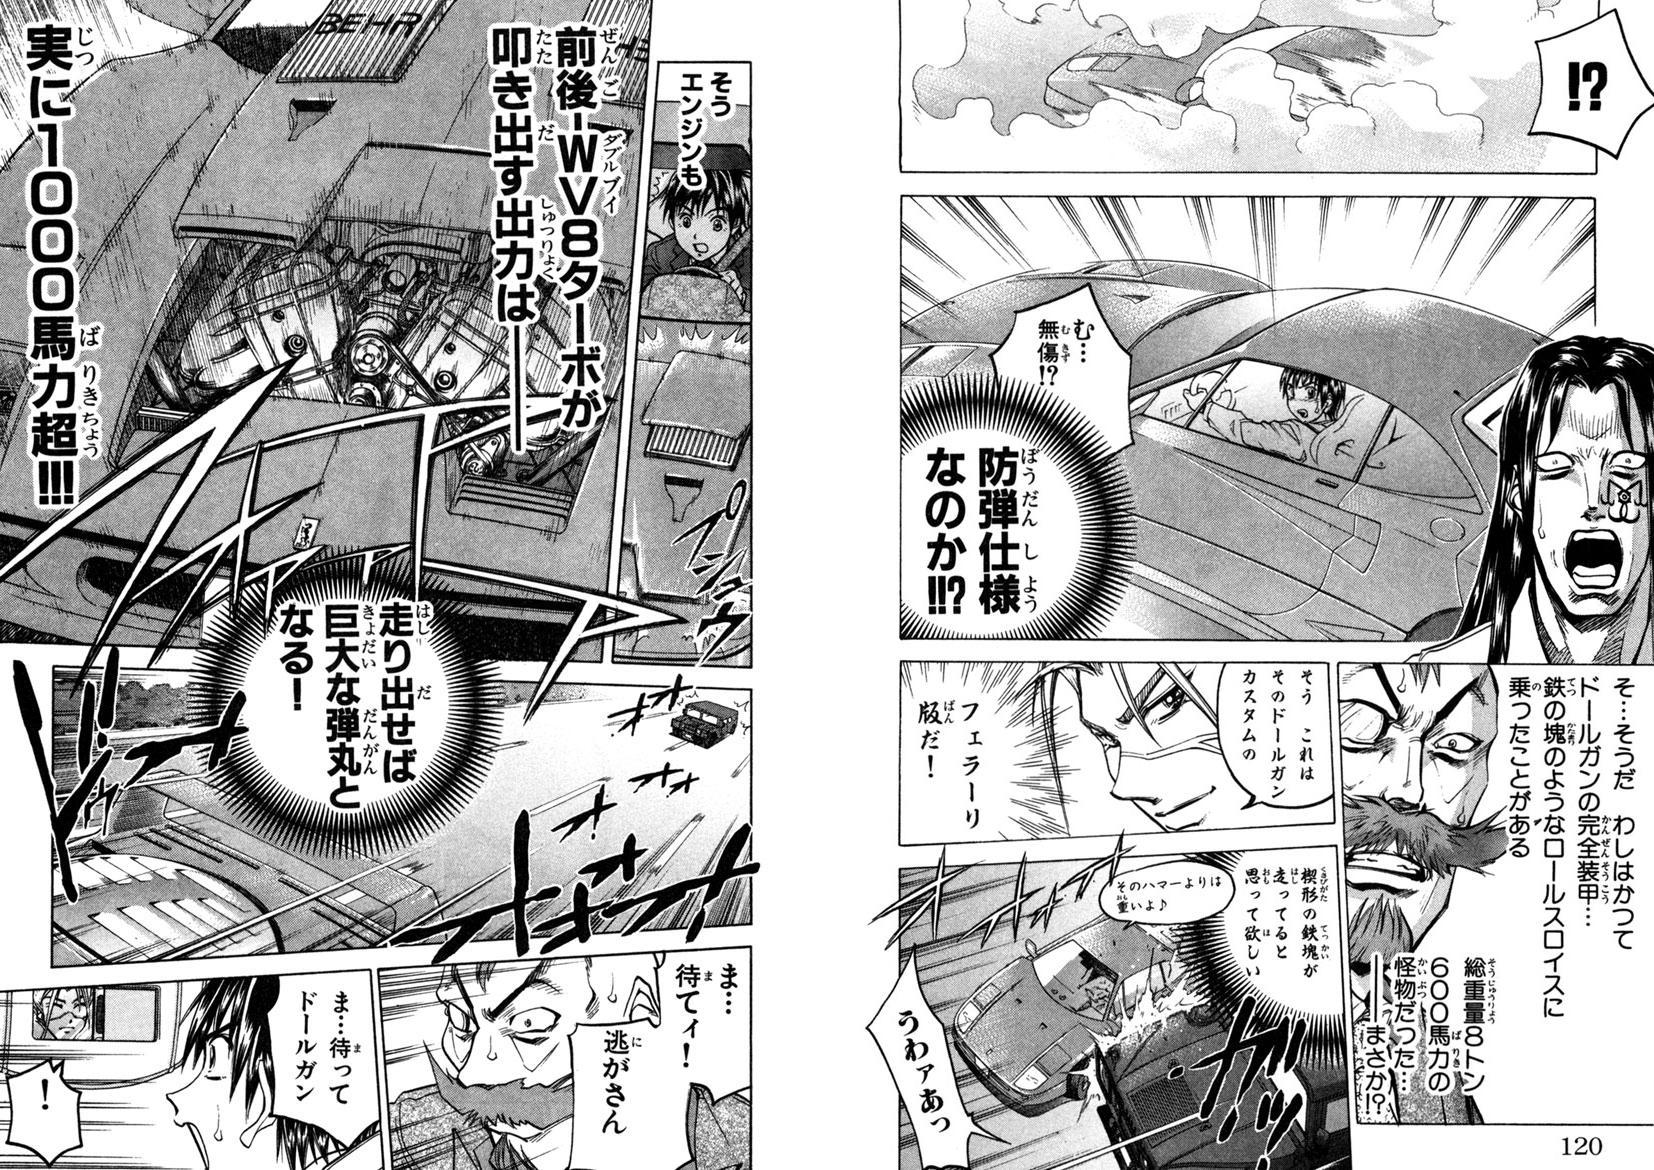 !?
む…
無傷!?
防弾仕様
なのか!!?
そ…そうだ わしはかつて
ドールガンの完全装甲…
鉄の塊のようなロールスロイスに
乗ったことがある
総重量8トン
600馬力の
怪物だった…
──まさか!?
そう これは
そのドールガン
カスタムの
フェラーリ
版だ!
楔形の鉄塊が
走ってると
思って欲しい
そのハマーよりは
重いよ♪
うわァあっ
120
そう
エンジンも
BEHR
前後-WV8ターボが
叩き出す出力は──
実に1000馬力超!!!
プシュウ
走り出せば
巨大な弾丸と
なる!
ま…
待てィ!
逃がさん
ま…待って
ドールガン
!